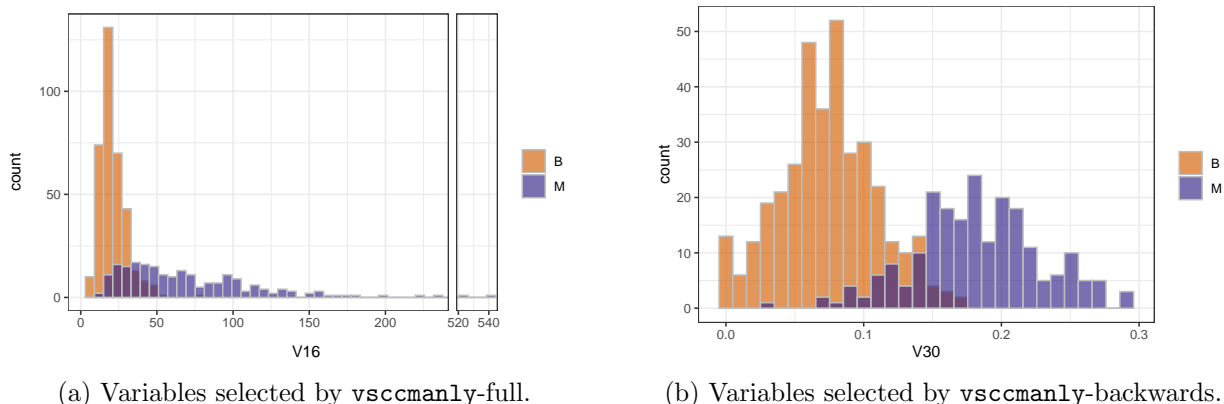 count
100
50
0
0
50
100
150
200
520
540
V16
B
M
(a) Variables selected by vsccmanly-full.
count
50
40
30
20
10
0
0.0
0.1
0.2
0.3
V30
B
M
(b) Variables selected by vsccmanly-backwards.